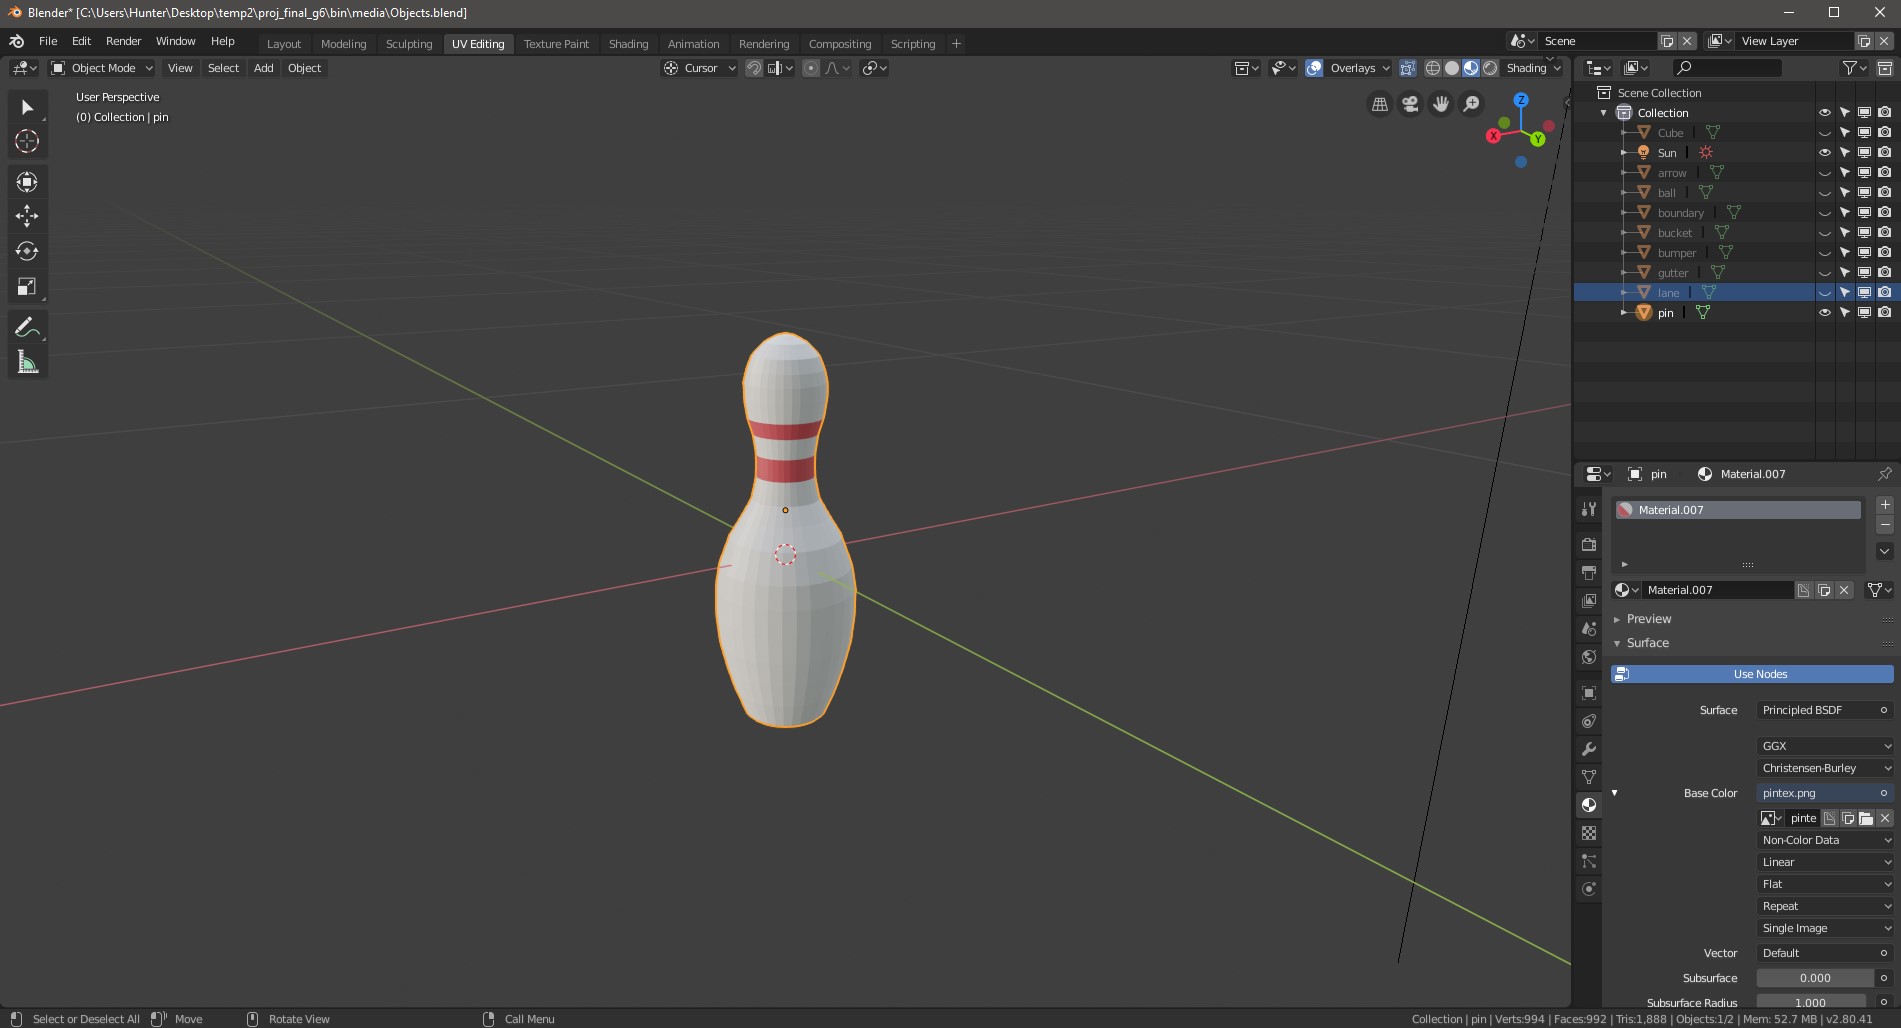 Blender* [C:\Users\Hunter\Desktop\temp2\proj_final_g6\bin\media\Objects.blend]
File Edit Render Window Help Layout Modeling Sculpting UV Editing Texture Paint Shading Animation Rendering Compositing Scripting + Scene View Layer
Object Mode View Select Add Object Cursor Overlays Shading
User Perspective
(0) Collection | pin
Z
X
Y
Scene Collection
Collection
Cube
Sun
arrow
ball
boundary
bucket
bumper
gutter
lane
pin
pin Material.007
Material.007
Material.007
Preview
Surface
Use Nodes
Surface Principled BSDF
GGX
Christensen-Burley
Base Color pintex.png
pinte
Non-Color Data
Linear
Flat
Repeat
Single Image
Vector Default
Subsurface 0.000
Subsurface Radius 1.000
Select or Deselect All Move Rotate View Call Menu Collection | pin | Verts:994 | Faces:992 | Tris:1,888 | Objects:1/2 | Mem: 52.7 MB | v2.80.41